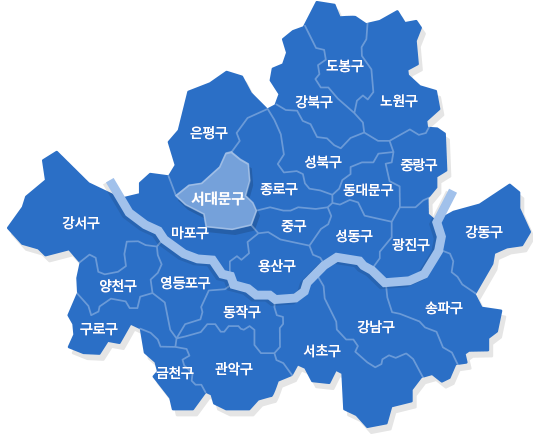 도봉구
강북구
노원구
은평구
성북구
중랑구
종로구
동대문구
서대문구
강서구
마포구
중구
성동구
광진구
강동구
용산구
양천구
영등포구
동작구
송파구
구로구
강남구
서초구
금천구
관악구